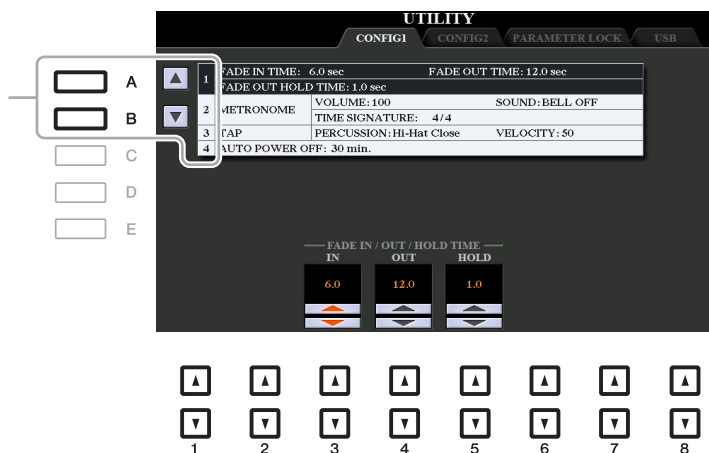 UTILITY
CONFIG1 CONFIG2 PARAMETER LOCK USB
A
B
C
D
E
1 FADE IN TIME: 6.0 sec FADE OUT TIME: 12.0 sec
FADE OUT HOLD TIME: 1.0 sec
2 METRONOME VOLUME: 100 SOUND: BELL OFF
TIME SIGNATURE: 4/4
3 TAP PERCUSSION: Hi-Hat Close VELOCITY: 50
4 AUTO POWER OFF: 30 min.
FADE IN / OUT / HOLD TIME
IN OUT HOLD
6.0 12.0 1.0
1 2 3 4 5 6 7 8